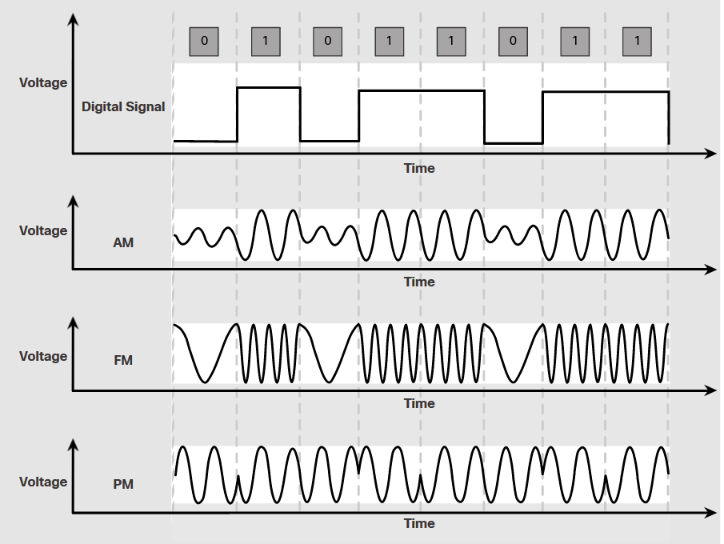 0 1 0 1 1 0 1 1
Voltage
Digital Signal
Time
Voltage
AM
Time
Voltage
FM
Time
Voltage
PM
Time